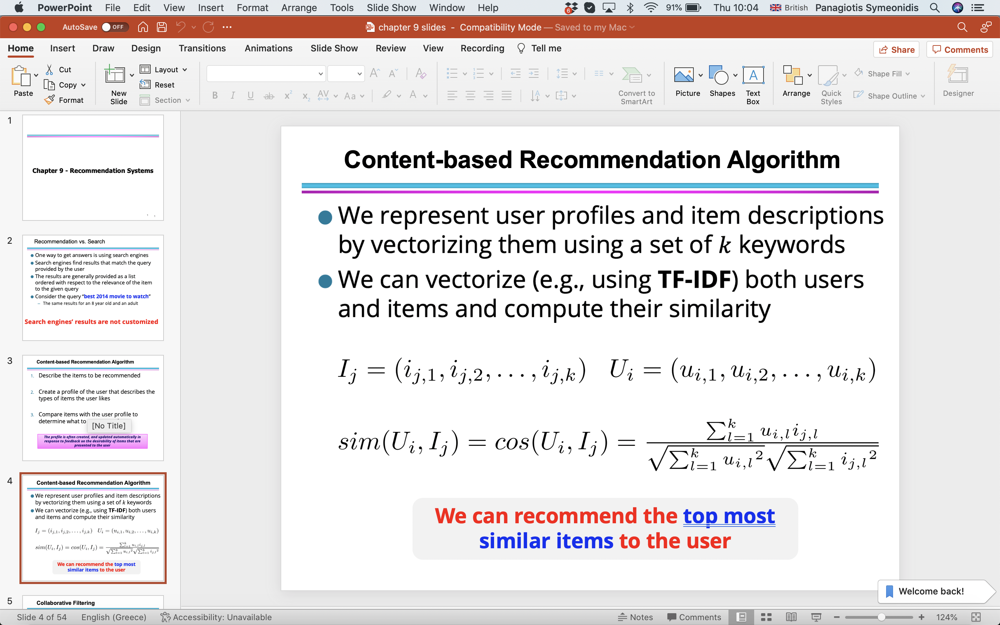 PowerPoint File Edit View Insert Format Arrange Tools Slide Show Window Help 6 91% Thu 10:04 British Panagiotis Symeonidis
AutoSave OFF chapter 9 slides - Compatibility Mode — Saved to my Mac
Home Insert Draw Design Transitions Animations Slide Show Review View Recording Tell me Share Comments
Paste
Cut
Copy
Format
New Slide
Layout
Reset
Section
B I U ab x² x₂ AV Aa A
Convert to SmartArt
Picture
Shapes
Text Box
Arrange
Quick Styles
Shape Fill
Shape Outline
Designer
1
Chapter 9 - Recommendation Systems
2
Recommendation vs. Search
One way to get answers is using search engines
Search engines find results that match the query
provided by the user
The results are generally provided as a list
ordered with respect to the relevance of the item
to the given query
Consider the query “best 2014 movie to watch”
– The same results for an 8 year old and an adult
Search engines’ results are not customized
3
Content-based Recommendation Algorithm
1. Describe the items to be recommended
2. Create a profile of the user that describes the
types of items the user likes
3. Compare items with the user profile to
determine what to
[No Title]
The profile is often created, and updated automatically in
response to feedback on the desirability of items that are
presented to the user
4
Content-based Recommendation Algorithm
We represent user profiles and item descriptions
by vectorizing them using a set of k keywords
We can vectorize (e.g., using TF-IDF) both users
and items and compute their similarity
I_j = (i_{j,1}, i_{j,2}, . . . , i_{j,k}) U_i = (u_{i,1}, u_{i,2}, . . . , u_{i,k})
sim(U_i, I_j) = cos(U_i, I_j) = ∑_{l=1}^{k} u_{i,l} i_{j,l} / √∑_{l=1}^{k} u_{i,l}² √∑_{l=1}^{k} i_{j,l}²
We can recommend the top most
similar items to the user
5
Collaborative Filtering
Content-based Recommendation Algorithm
We represent user profiles and item descriptions
by vectorizing them using a set of k keywords
We can vectorize (e.g., using TF-IDF) both users
and items and compute their similarity
I_j = (i_{j,1}, i_{j,2}, . . . , i_{j,k}) U_i = (u_{i,1}, u_{i,2}, . . . , u_{i,k})
sim(U_i, I_j) = cos(U_i, I_j) = ∑_{l=1}^{k} u_{i,l} i_{j,l} / √∑_{l=1}^{k} u_{i,l}² √∑_{l=1}^{k} i_{j,l}²
We can recommend the top most
similar items to the user
Welcome back!
Slide 4 of 54 English (Greece) Accessibility: Unavailable Notes Comments 124%